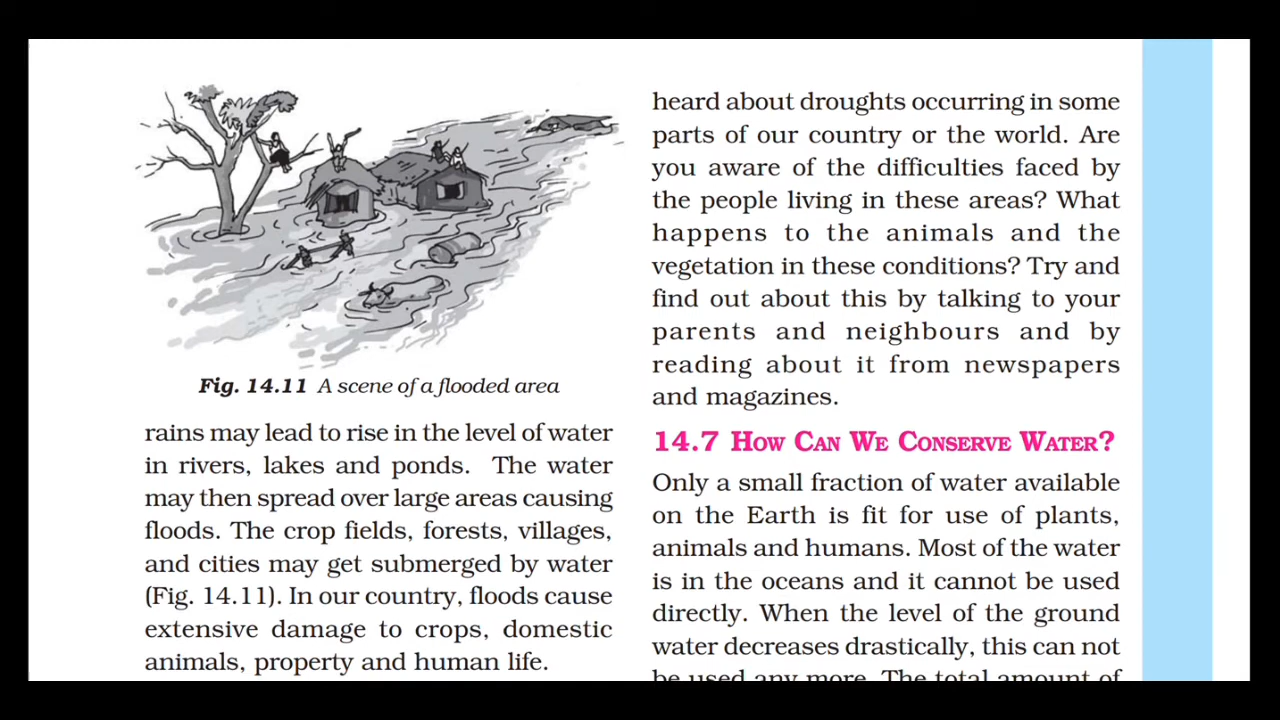 Fig. 14.11 A scene of a flooded area
rains may lead to rise in the level of water
in rivers, lakes and ponds. The water
may then spread over large areas causing
floods. The crop fields, forests, villages,
and cities may get submerged by water
(Fig. 14.11). In our country, floods cause
extensive damage to crops, domestic
animals, property and human life.
heard about droughts occurring in some
parts of our country or the world. Are
you aware of the difficulties faced by
the people living in these areas? What
happens to the animals and the
vegetation in these conditions? Try and
find out about this by talking to your
parents and neighbours and by
reading about it from newspapers
and magazines.
14.7 HOW CAN WE CONSERVE WATER?
Only a small fraction of water available
on the Earth is fit for use of plants,
animals and humans. Most of the water
is in the oceans and it cannot be used
directly. When the level of the ground
water decreases drastically, this can not
be used any more. The total amount of